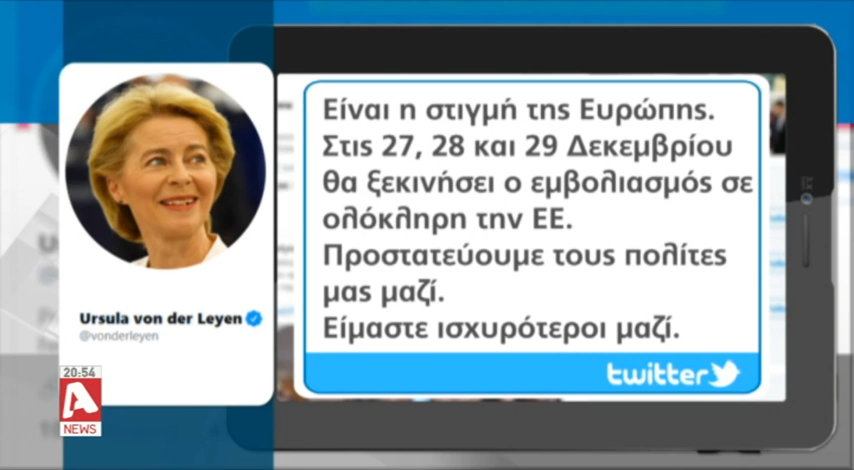 Είναι η στιγμή της Ευρώπης.
Στις 27, 28 και 29 Δεκεμβρίου
θα ξεκινήσει ο εμβολιασμός σε
ολόκληρη την ΕΕ.
Προστατεύουμε τους πολίτες
μας μαζί.
Είμαστε ισχυρότεροι μαζί.
twitter
Ursula von der Leyen
@vonderleyen
20:54
A
NEWS